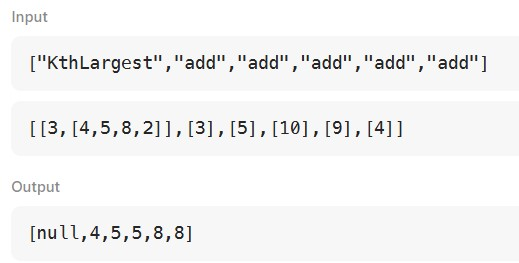 Input
["KthLargest","add","add","add","add","add"]
[[3,[4,5,8,2]],[3],[5],[10],[9],[4]]
Output
[null,4,5,5,8,8]